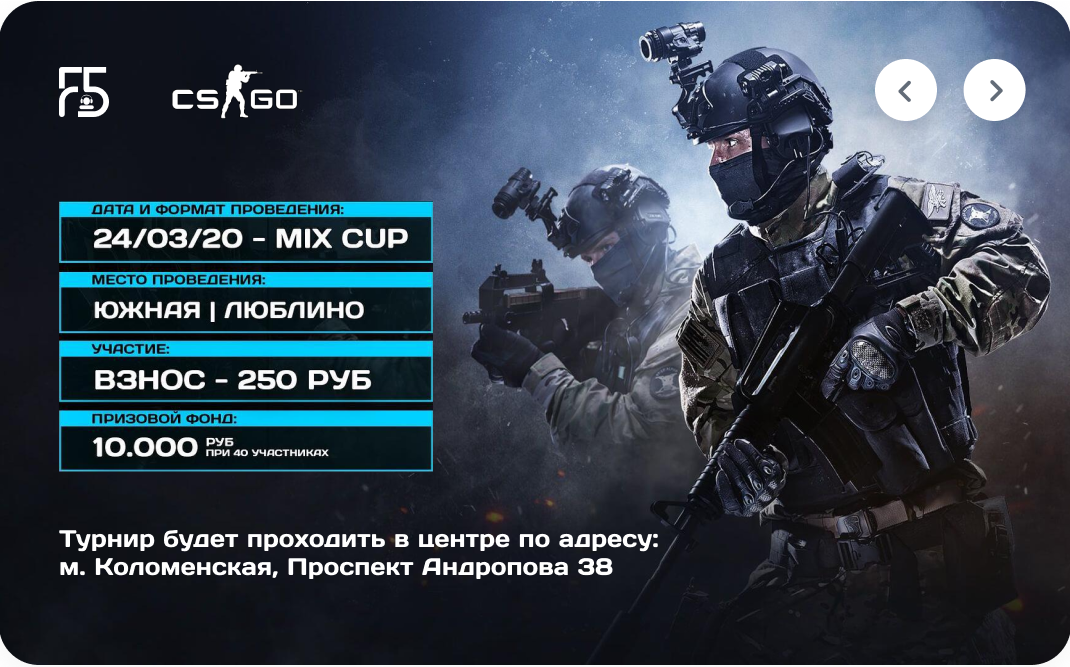 F5
CS GO
ДАТА И ФОРМАТ ПРОВЕДЕНИЯ:
24/03/20 - MIX CUP
МЕСТО ПРОВЕДЕНИЯ:
ЮЖНАЯ | ЛЮБЛИНО
УЧАСТИЕ:
ВЗНОС - 250 РУБ
ПРИЗОВОЙ ФОНД:
10.000 РУБ
ПРИ 40 УЧАСТНИКАХ
Турнир будет проходить в центре по адресу:
м. Коломенская, Проспект Андропова 38